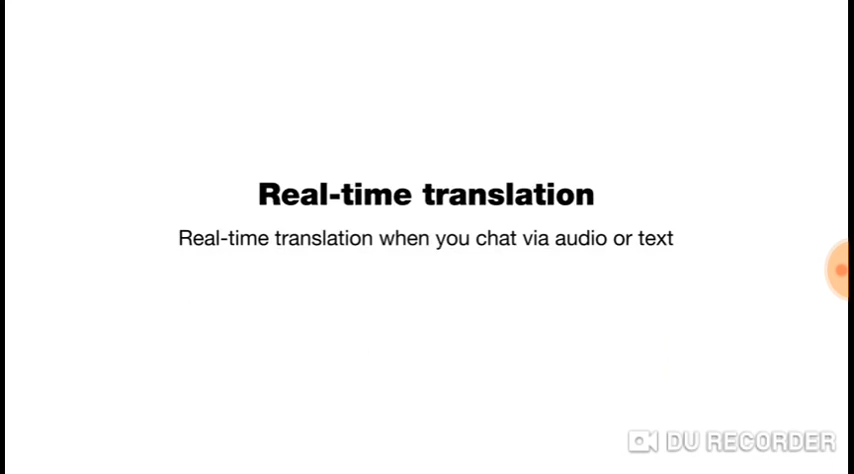 Real-time translation
Real-time translation when you chat via audio or text
DU RECORDER